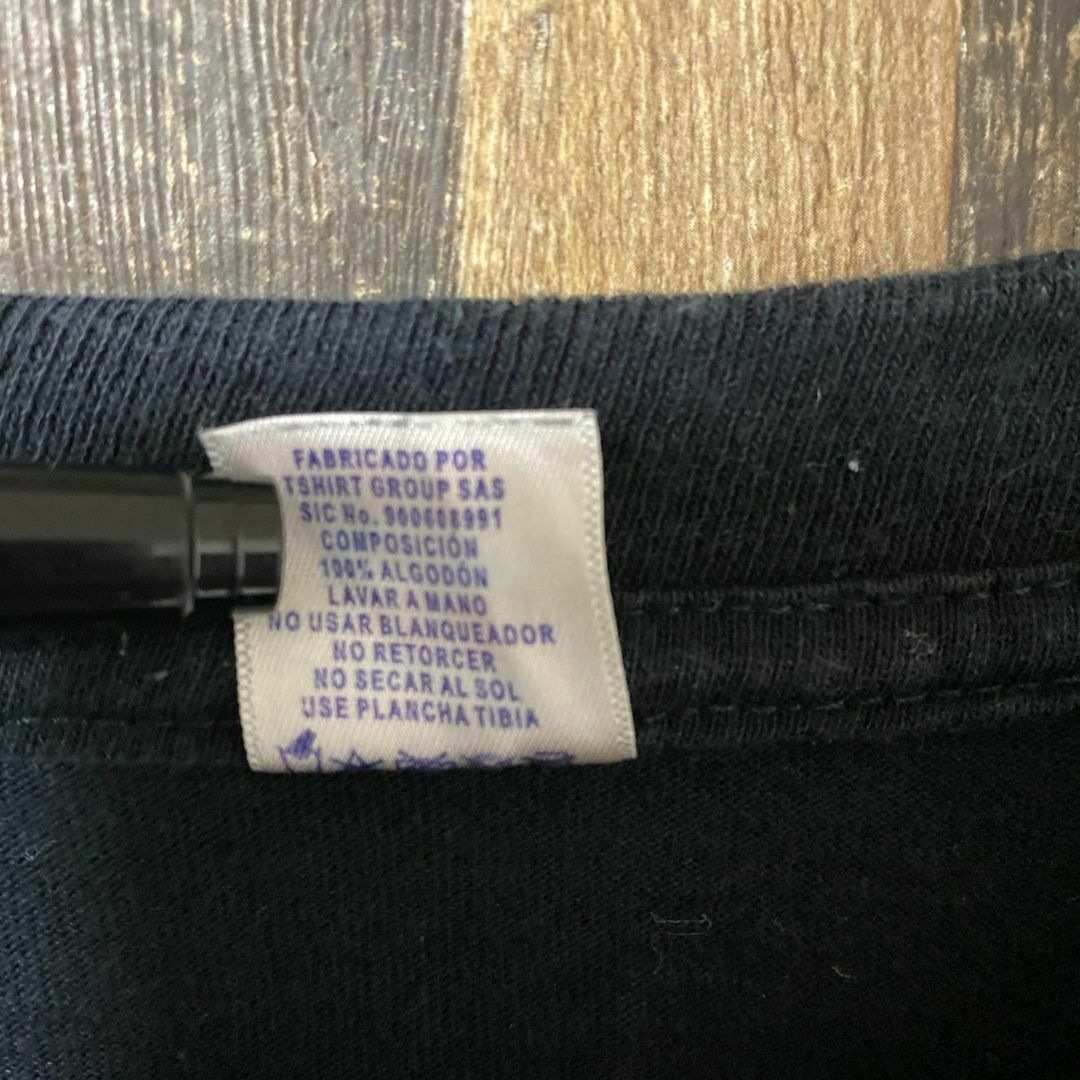 FABRICADO POR
TSHIRT GROUP SAS
SIC No. 900608991
COMPOSICIÓN
100% ALGODÓN
LAVAR A MANO
NO USAR BLANQUEADOR
NO RETORCER
NO SECAR AL SOL
USE PLANCHA TIBIA